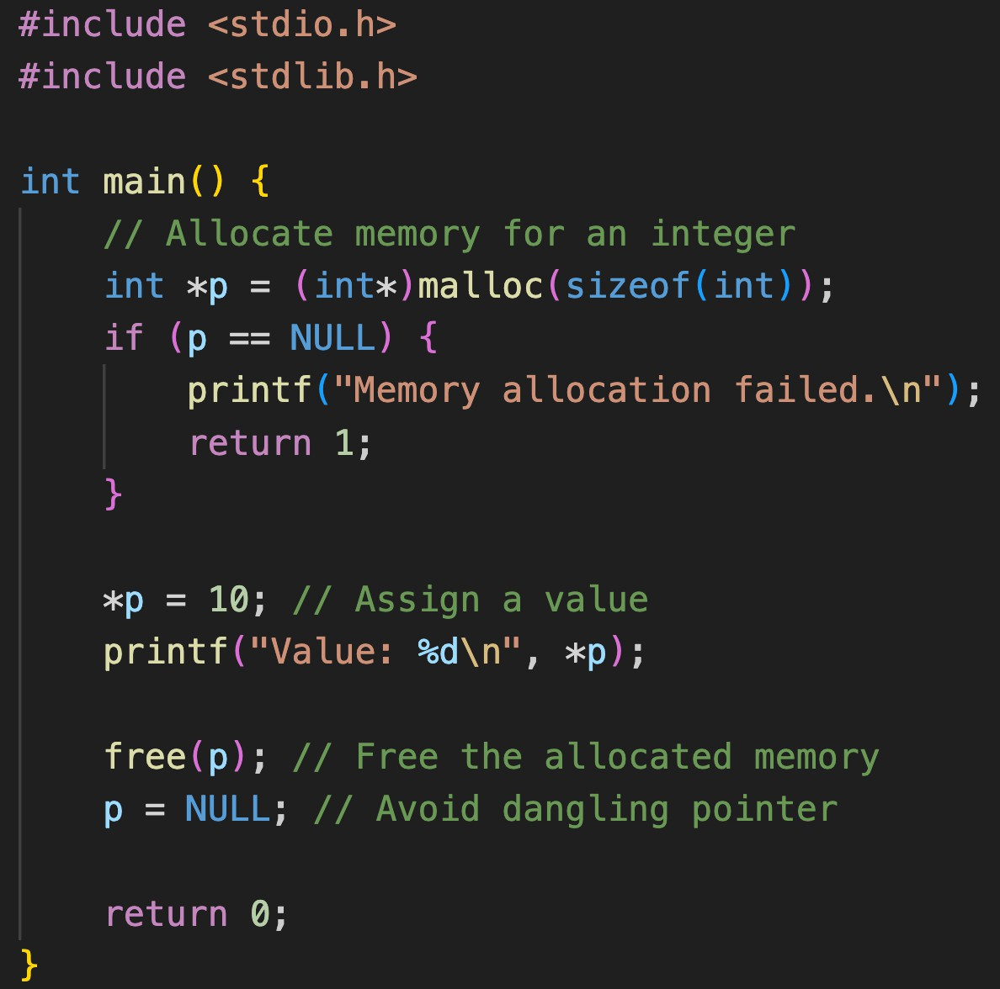 #include <stdio.h>
#include <stdlib.h>
int main() {
// Allocate memory for an integer
int *p = (int*)malloc(sizeof(int));
if (p == NULL) {
printf("Memory allocation failed.\n");
return 1;
}
*p = 10; // Assign a value
printf("Value: %d\n", *p);
free(p); // Free the allocated memory
p = NULL; // Avoid dangling pointer
return 0;
}